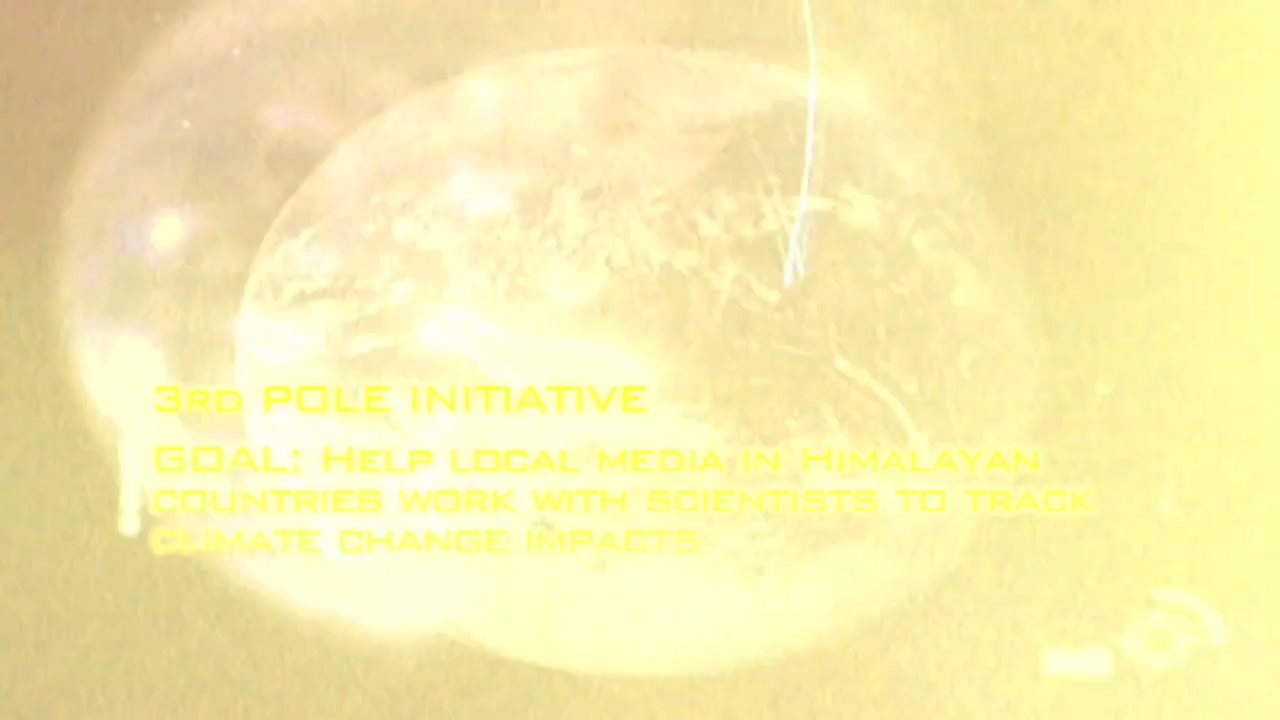 3RD POLE INITIATIVE
GOAL: HELP LOCAL MEDIA IN HIMALAYAN
COUNTRIES WORK WITH SCIENTISTS TO TRACK
CLIMATE CHANGE IMPACTS